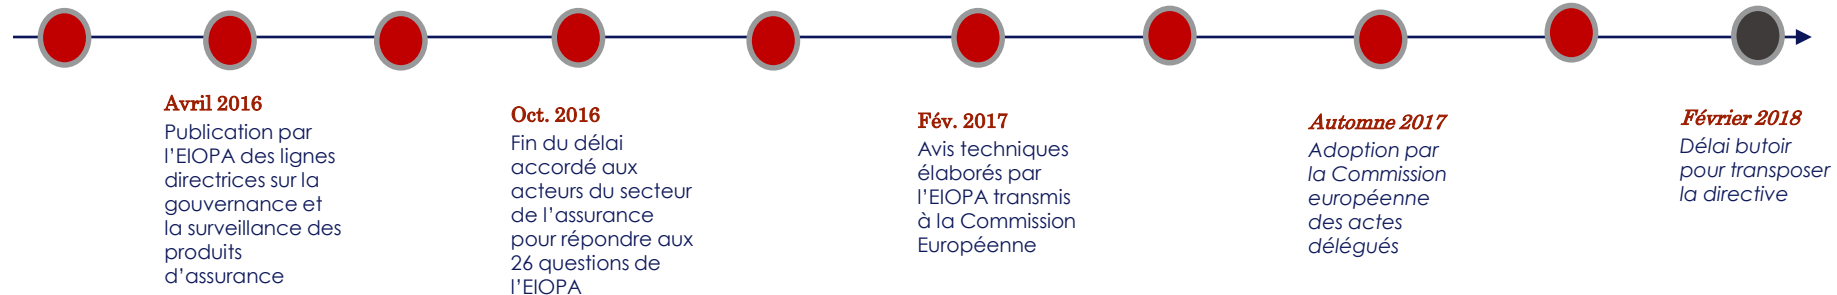 Avril 2016
Publication par
l’EIOPA des lignes
directrices sur la
gouvernance et
la surveillance des
produits
d’assurance
Oct. 2016
Fin du délai
accordé aux
acteurs du secteur
de l’assurance
pour répondre aux
26 questions de
l’EIOPA
Fév. 2017
Avis techniques
élaborés par
l’EIOPA transmis
à la Commission
Européenne
Automne 2017
Adoption par
la Commission
européenne
des actes
délégués
Février 2018
Délai butoir
pour transposer
la directive